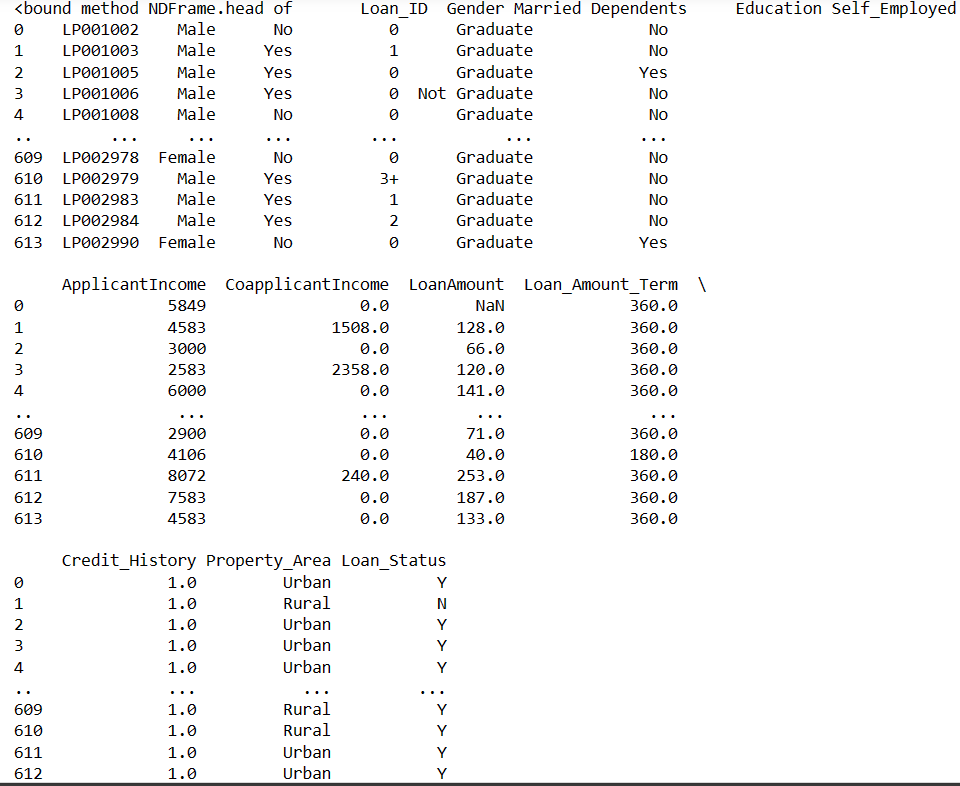 <bound method NDFrame.head of Loan_ID Gender Married Dependents Education Self_Employed
0 LP001002 Male No 0 Graduate No
1 LP001003 Male Yes 1 Graduate No
2 LP001005 Male Yes 0 Graduate Yes
3 LP001006 Male Yes 0 Not Graduate No
4 LP001008 Male No 0 Graduate No
.. ... ... ... ... ... ...
609 LP002978 Female No 0 Graduate No
610 LP002979 Male Yes 3+ Graduate No
611 LP002983 Male Yes 1 Graduate No
612 LP002984 Male Yes 2 Graduate No
613 LP002990 Female No 0 Graduate Yes
ApplicantIncome CoapplicantIncome LoanAmount Loan_Amount_Term \
0 5849 0.0 NaN 360.0
1 4583 1508.0 128.0 360.0
2 3000 0.0 66.0 360.0
3 2583 2358.0 120.0 360.0
4 6000 0.0 141.0 360.0
.. ... ... ... ...
609 2900 0.0 71.0 360.0
610 4106 0.0 40.0 180.0
611 8072 240.0 253.0 360.0
612 7583 0.0 187.0 360.0
613 4583 0.0 133.0 360.0
Credit_History Property_Area Loan_Status
0 1.0 Urban Y
1 1.0 Rural N
2 1.0 Urban Y
3 1.0 Urban Y
4 1.0 Urban Y
.. ... ... ...
609 1.0 Rural Y
610 1.0 Rural Y
611 1.0 Urban Y
612 1.0 Urban Y